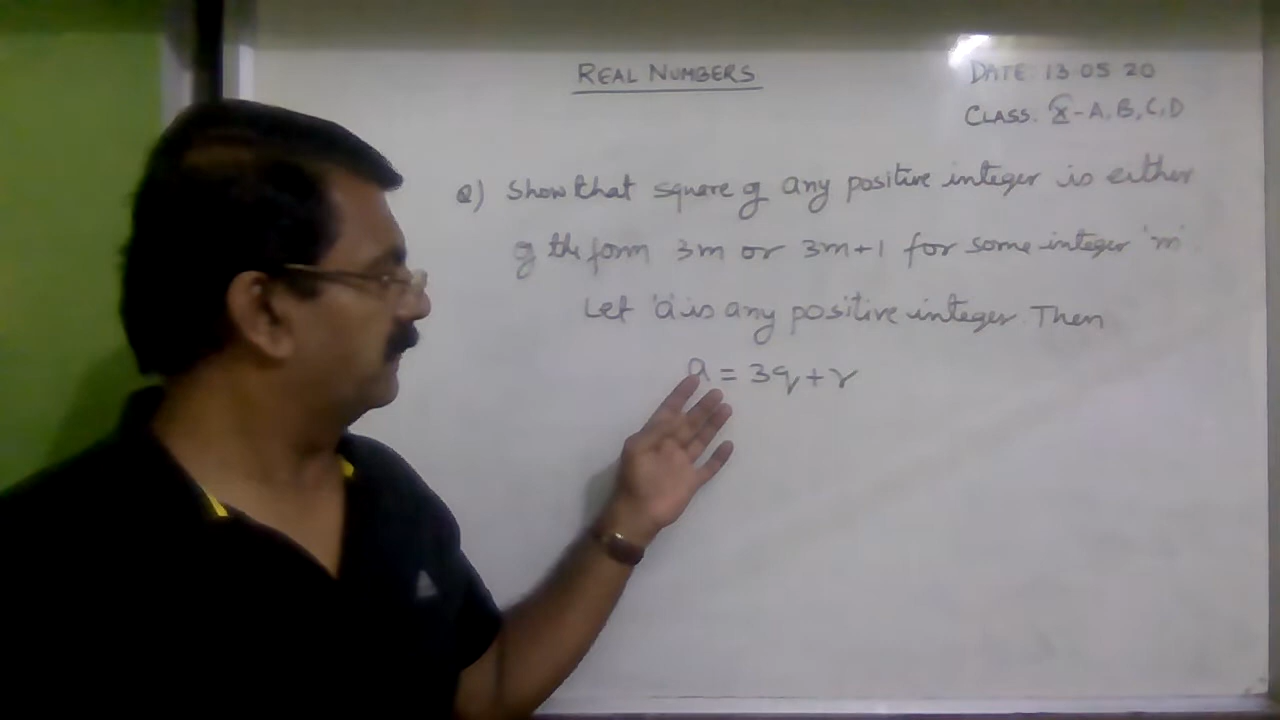 REAL NUMBERS
DATE: 13.05 20
CLASS. X - A, B, C, D
Q) Show that square of any positive integer is either
of the form 3m or 3m+1 for some integer 'm'
Let 'a' is any positive integer Then
a = 3q + r